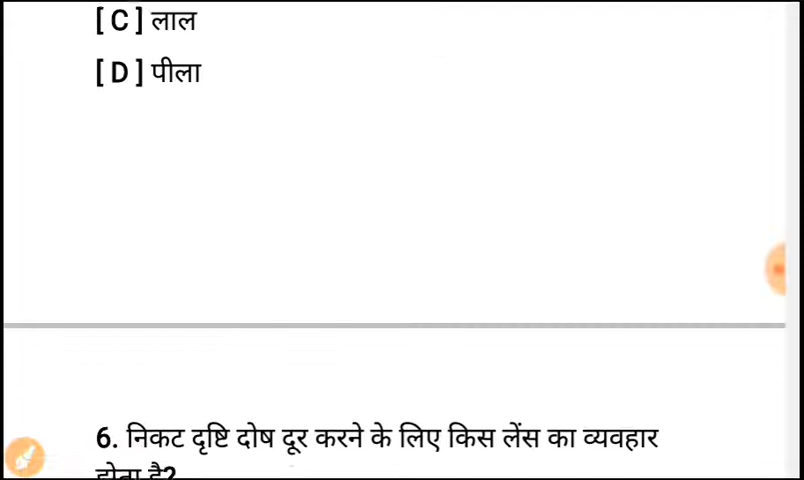 [ C ] लाल
[ D ] पीला
6. निकट दृष्टि दोष दूर करने के लिए किस लेंस का व्यवहार
होता है?